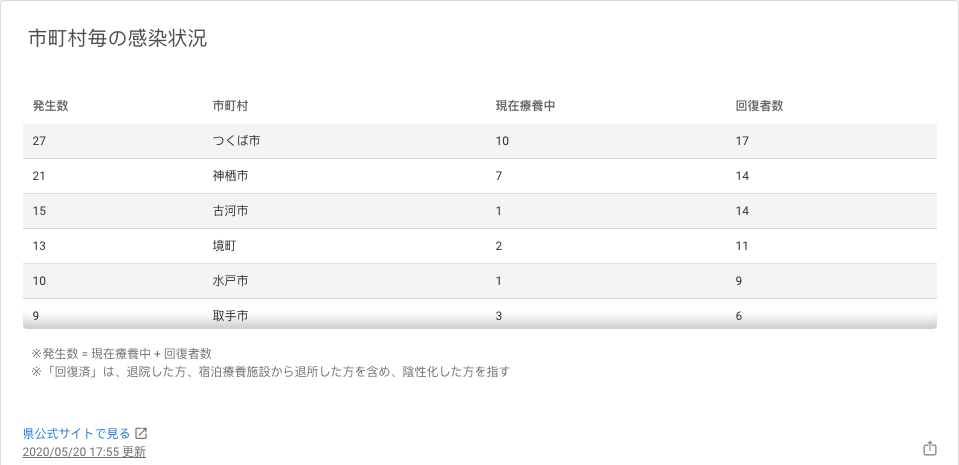 市町村毎の感染状況
発生数 市町村 現在療養中 回復者数
27 つくば市 10 17
21 神栖市 7 14
15 古河市 1 14
13 境町 2 11
10 水戸市 1 9
9 取手市 3 6
※発生数 = 現在療養中 + 回復者数
※「回復済」は、退院した方、宿泊療養施設から退所した方を含め、陰性化した方を指す
県公式サイトで見る
2020/05/20 17:55 更新